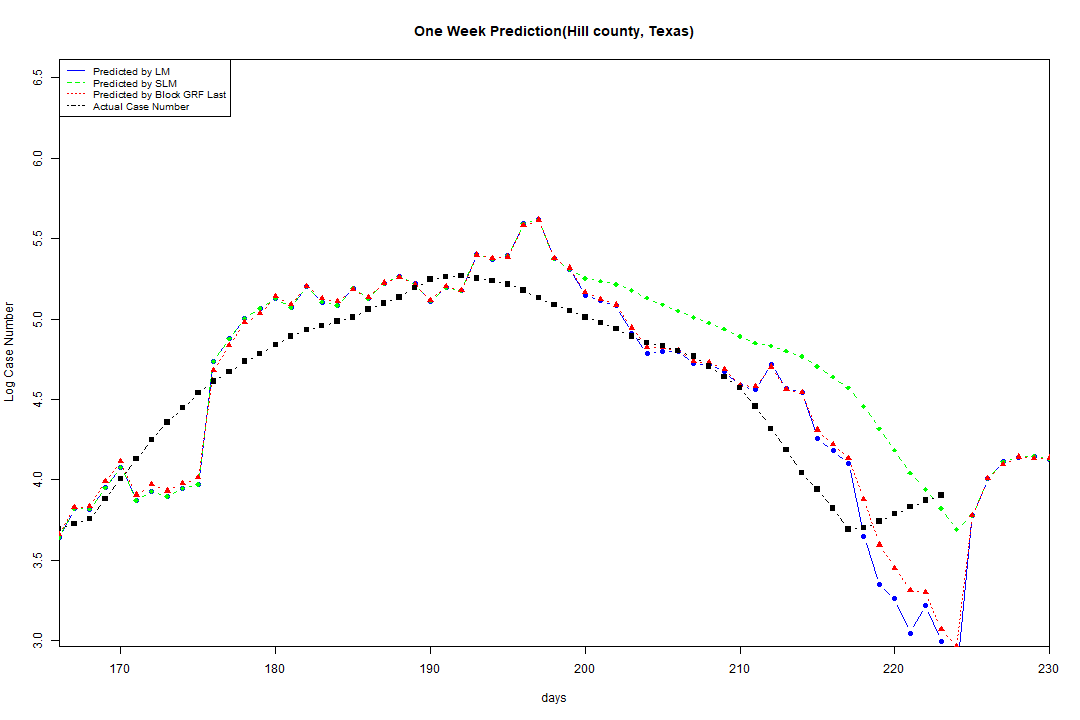 One Week Prediction(Hill county, Texas)
Predicted by LM
Predicted by SLM
Predicted by Block GRF Last
Actual Case Number
6.5
6.0
5.5
5.0
4.5
4.0
3.5
3.0
Log Case Number
170 180 190 200 210 220 230
days